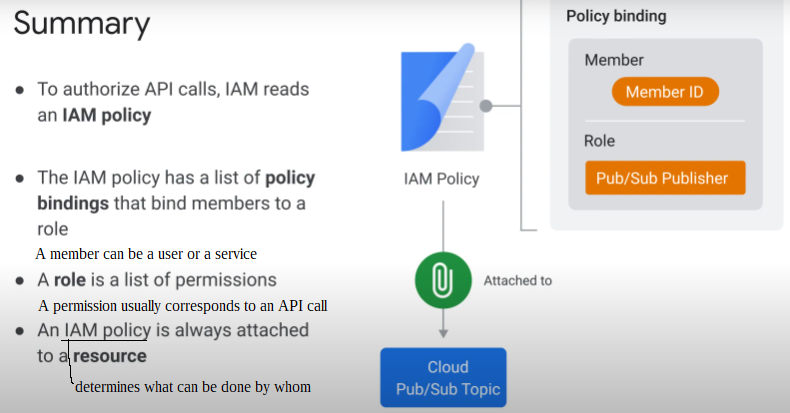 Summary
● To authorize API calls, IAM reads
an IAM policy
● The IAM policy has a list of policy
bindings that bind members to a
role
A member can be a user or a service
● A role is a list of permissions
A permission usually corresponds to an API call
● An IAM policy is always attached
to a resource
determines what can be done by whom
IAM Policy
Attached to
Cloud
Pub/Sub Topic
Policy binding
Member
Member ID
Role
Pub/Sub Publisher